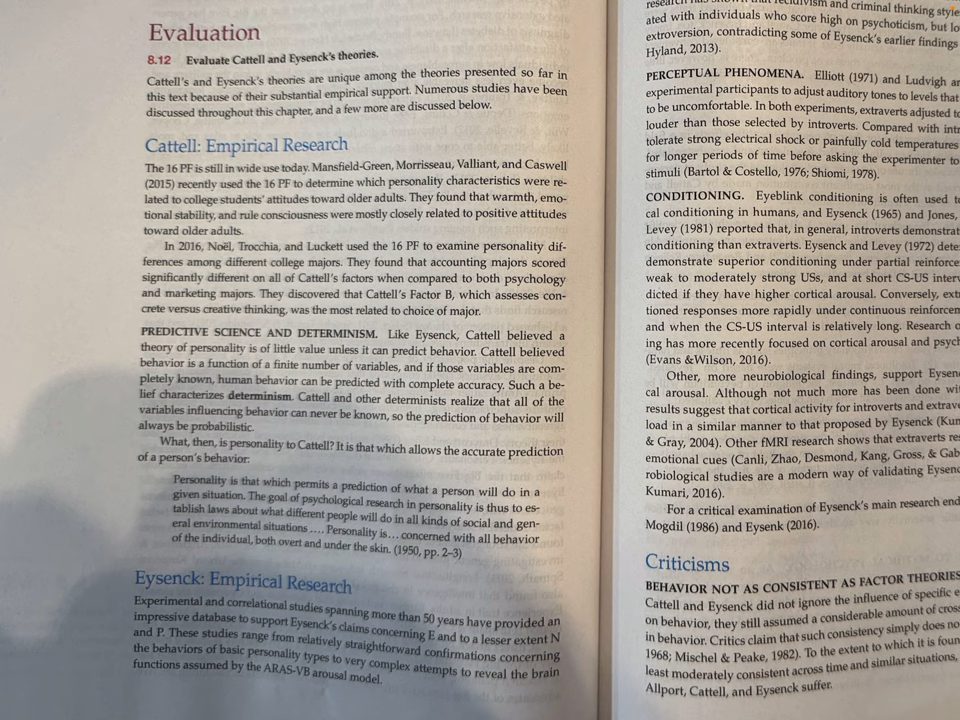 Evaluation
8.12 Evaluate Cattell and Eysenck's theories.
Cattell's and Eysenck's theories are unique among the theories presented so far in
this text because of their substantial empirical support. Numerous studies have been
discussed throughout this chapter, and a few more are discussed below.
Cattell: Empirical Research
The 16 PF is still in wide use today. Mansfield-Green, Morrisseau, Valliant, and Caswell
(2015) recently used the 16 PF to determine which personality characteristics were re-
lated to college students' attitudes toward older adults. They found that warmth, emo-
tional stability, and rule consciousness were mostly closely related to positive attitudes
toward older adults.
In 2016, Noël, Trocchia, and Luckett used the 16 PF to examine personality dif-
ferences among different college majors. They found that accounting majors scored
significantly different on all of Cattell's factors when compared to both psychology
and marketing majors. They discovered that Cattell's Factor B, which assesses con-
crete versus creative thinking, was the most related to choice of major.
PREDICTIVE SCIENCE AND DETERMINISM. Like Eysenck, Cattell believed a
theory of personality is of little value unless it can predict behavior. Cattell believed
behavior is a function of a finite number of variables, and if those variables are com-
pletely known, human behavior can be predicted with complete accuracy. Such a be-
lief characterizes determinism. Cattell and other determinists realize that all of the
variables influencing behavior can never be known, so the prediction of behavior will
always be probabilistic.
What, then, is personality to Cattell? It is that which allows the accurate prediction
of a person's behavior:
Personality is that which permits a prediction of what a person will do in a
given situation. The goal of psychological research in personality is thus to es-
tablish laws about what different people will do in all kinds of social and gen-
eral environmental situations .... Personality is... concerned with all behavior
of the individual, both overt and under the skin. (1950, pp. 2–3)
Eysenck: Empirical Research
Experimental and correlational studies spanning more than 50 years have provided an
impressive database to support Eysenck's claims concerning E and to a lesser extent N
and P. These studies range from relatively straightforward confirmations concerning
the behaviors of basic personality types to very complex attempts to reveal the brain
functions assumed by the ARAS-VB arousal model.
and criminal thinking style
ated with individuals who score high on psychoticism, but lo
extroversion, contradicting some of Eysenck's earlier findings
Hyland, 2013).
PERCEPTUAL PHENOMENA. Elliott (1971) and Ludvigh an
experimental participants to adjust auditory tones to levels that
to be uncomfortable. In both experiments, extraverts adjusted to
louder than those selected by introverts. Compared with intr
tolerate strong electrical shock or painfully cold temperatures
for longer periods of time before asking the experimenter to
stimuli (Bartol & Costello, 1976; Shiomi, 1978).
CONDITIONING. Eyeblink conditioning is often used t
cal conditioning in humans, and Eysenck (1965) and Jones,
Levey (1981) reported that, in general, introverts demonstrat
conditioning than extraverts. Eysenck and Levey (1972) dete
demonstrate superior conditioning under partial reinforce
weak to moderately strong USs, and at short CS-US interv
dicted if they have higher cortical arousal. Conversely, ext
tioned responses more rapidly under continuous reinforcem
and when the CS-US interval is relatively long. Research o
ing has more recently focused on cortical arousal and psych
(Evans &Wilson, 2016).
Other, more neurobiological findings, support Eysen
cal arousal. Although not much more has been done wi
results suggest that cortical activity for introverts and extrav
load in a similar manner to that proposed by Eysenck (Kum
& Gray, 2004). Other fMRI research shows that extraverts re
emotional cues (Canli, Zhao, Desmond, Kang, Gross, & Gab
robiological studies are a modern way of validating Eysenc
Kumari, 2016).
For a critical examination of Eysenck's main research end
Mogdil (1986) and Eysenk (2016).
Criticisms
BEHAVIOR NOT AS CONSISTENT AS FACTOR THEORIES
Cattell and Eysenck did not ignore the influence of specific e
on behavior, they still assumed a considerable amount of cross
in behavior. Critics claim that such consistency simply does no
1968; Mischel & Peake, 1982). To the extent to which it is foun
least moderately consistent across time and similar situations,
Allport, Cattell, and Eysenck suffer.